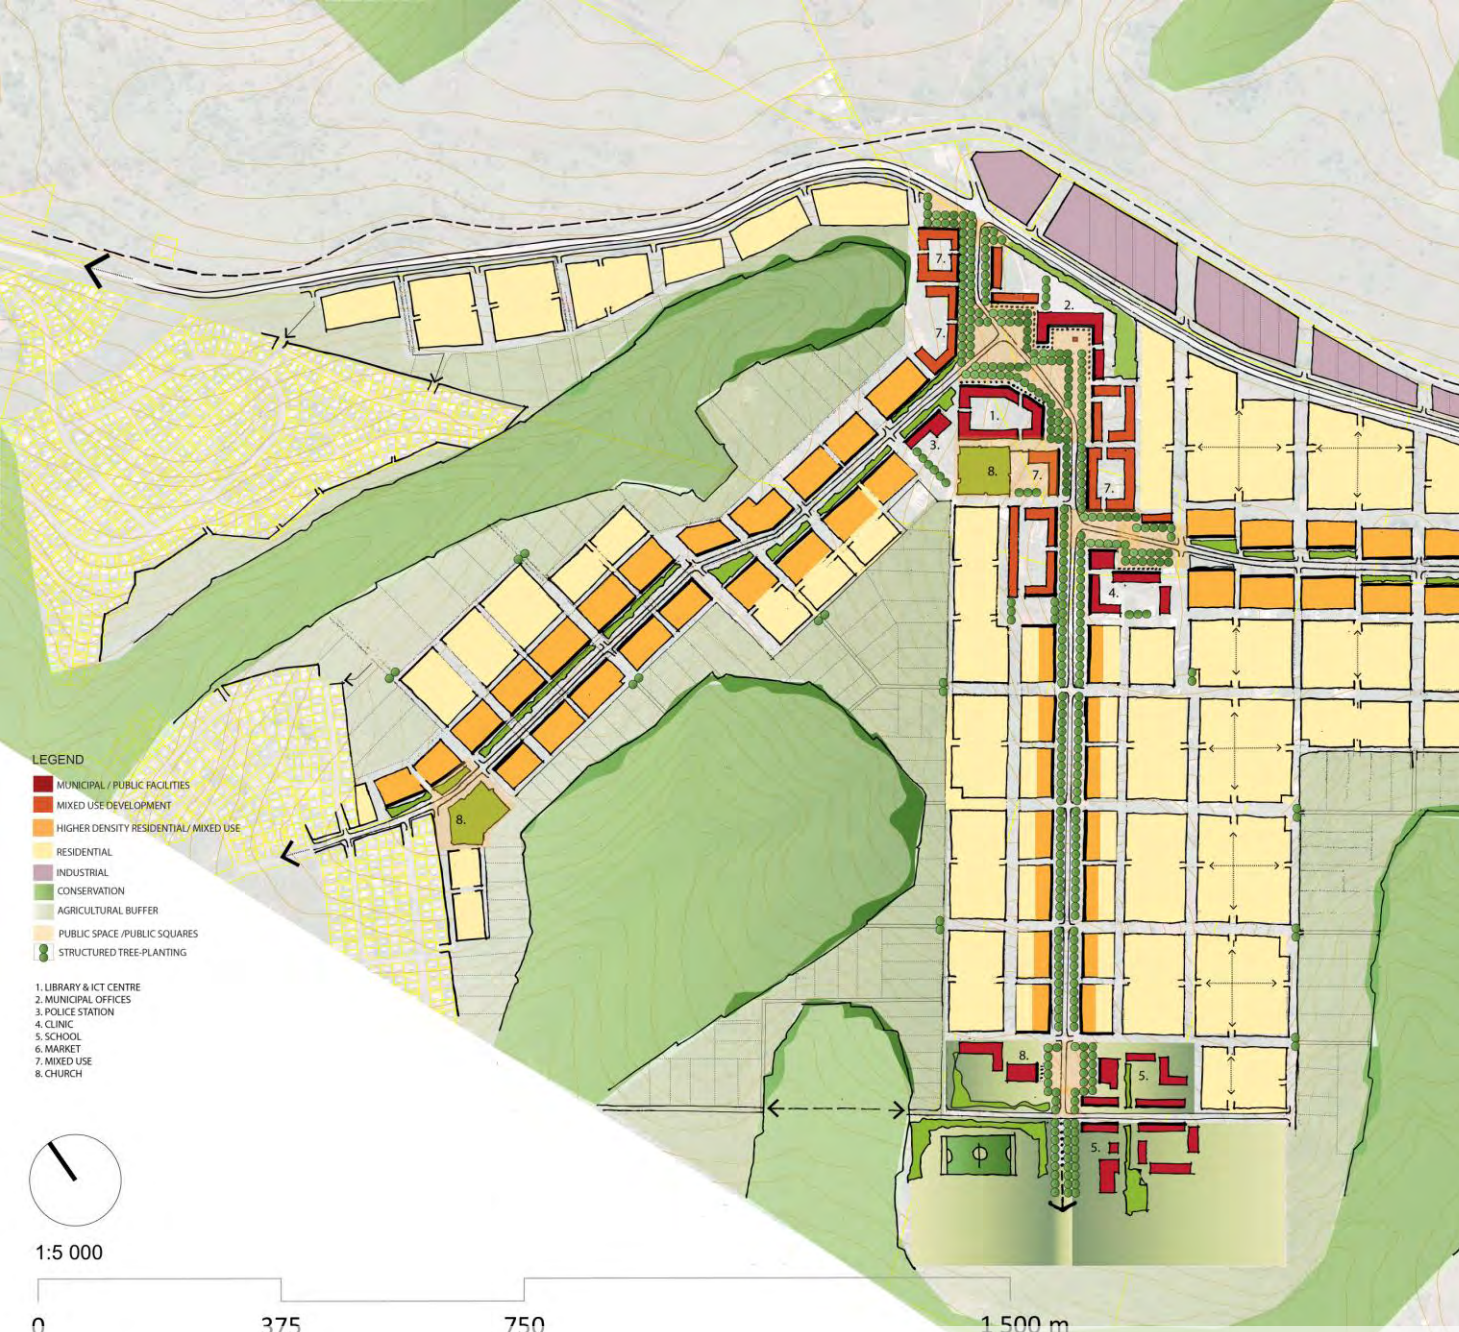 7.
2.
7.
1.
3.
8.
7.
7.
4.
LEGEND
MUNICIPAL / PUBLIC FACILITIES
MIXED USE DEVELOPMENT
HIGHER DENSITY RESIDENTIAL/ MIXED USE
8.
RESIDENTIAL
INDUSTRIAL
CONSERVATION
AGRICULTURAL BUFFER
PUBLIC SPACE /PUBLIC SQUARES
STRUCTURED TREE-PLANTING
1. LIBRARY & ICT CENTRE
2. MUNICIPAL OFFICES
3. POLICE STATION
4. CLINIC
5. SCHOOL
6. MARKET
7. MIXED USE
8. CHURCH
8.
5.
5.
1:5 000
0 375 750 1 500 m